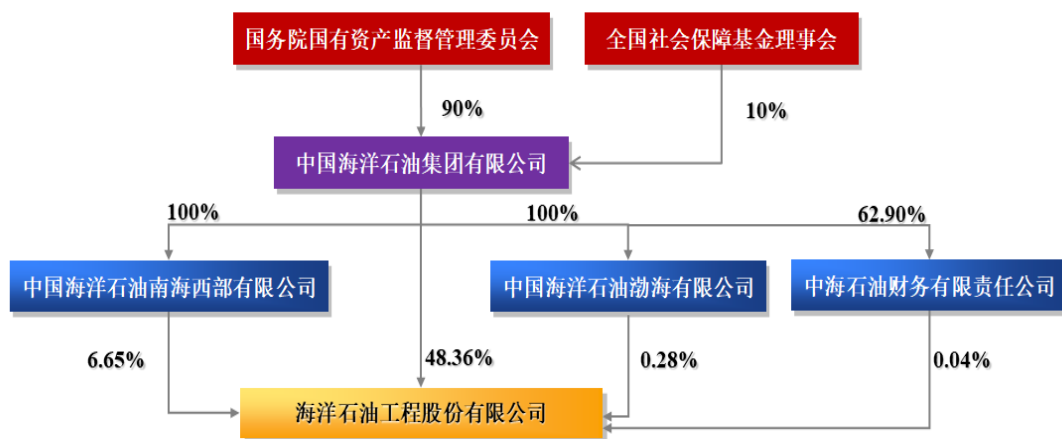 国务院国有资产监督管理委员会
全国社会保障基金理事会
90%
10%
中国海洋石油集团有限公司
100%
100%
62.90%
中国海洋石油南海西部有限公司
中国海洋石油渤海有限公司
中海石油财务有限责任公司
6.65%
48.36%
0.28%
0.04%
海洋石油工程股份有限公司